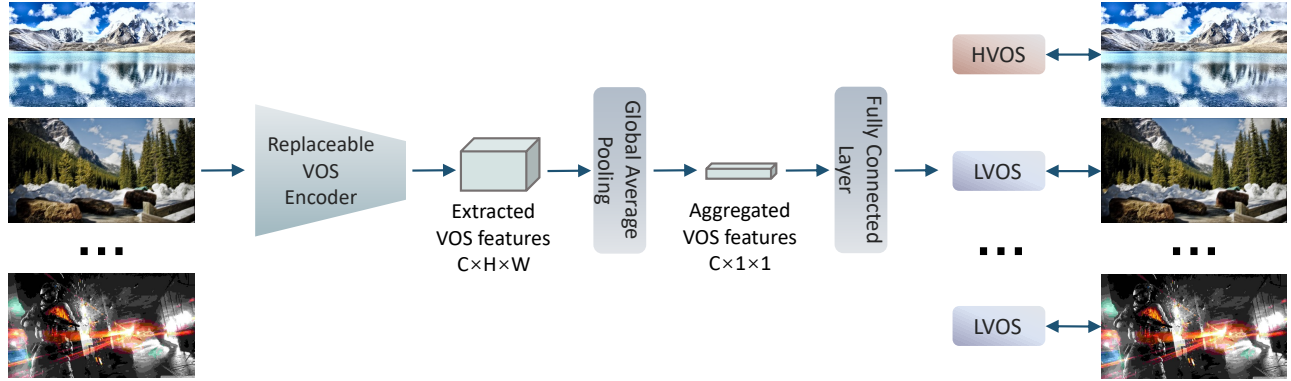 Replaceable
VOS
Encoder
Extracted
VOS features
C×H×W
Global Average
Pooling
Aggregated
VOS features
C×1×1
Fully Connected
Layer
HVOS
LVOS
LVOS